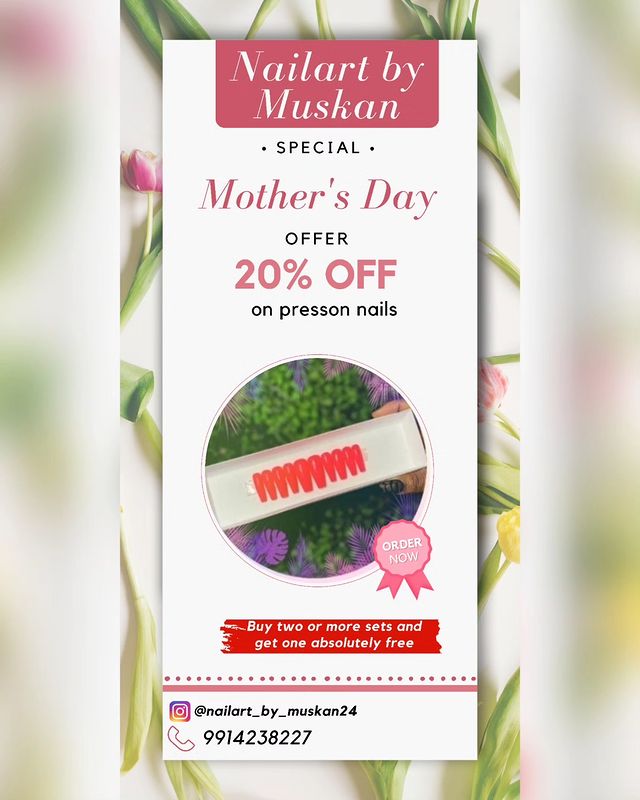 Nailart by
Muskan
• SPECIAL •
Mother's Day
OFFER
20% OFF
on presson nails
ORDER
NOW
Buy two or more sets and
get one absolutely free
@nailart_by_muskan24
9914238227